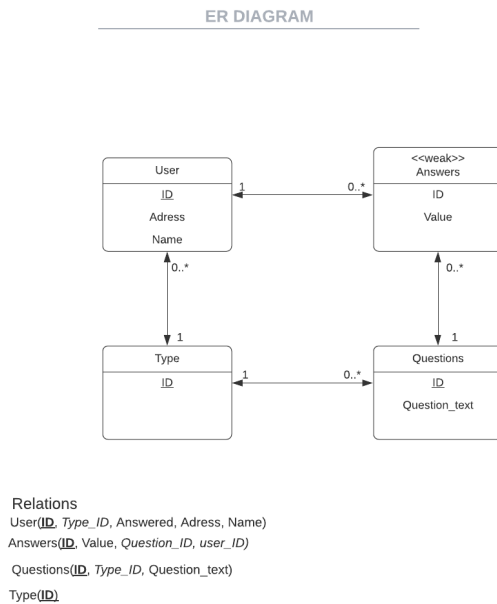 ER DIAGRAM
User
ID
Adress
Name
1
0..*
<<weak>>
Answers
ID
Value
0..*
1
0..*
1
Type
ID
1
0..*
Questions
ID
Question_text
Relations
User(ID, Type_ID, Answered, Adress, Name)
Answers(ID, Value, Question_ID, user_ID)
Questions(ID, Type_ID, Question_text)
Type(ID)